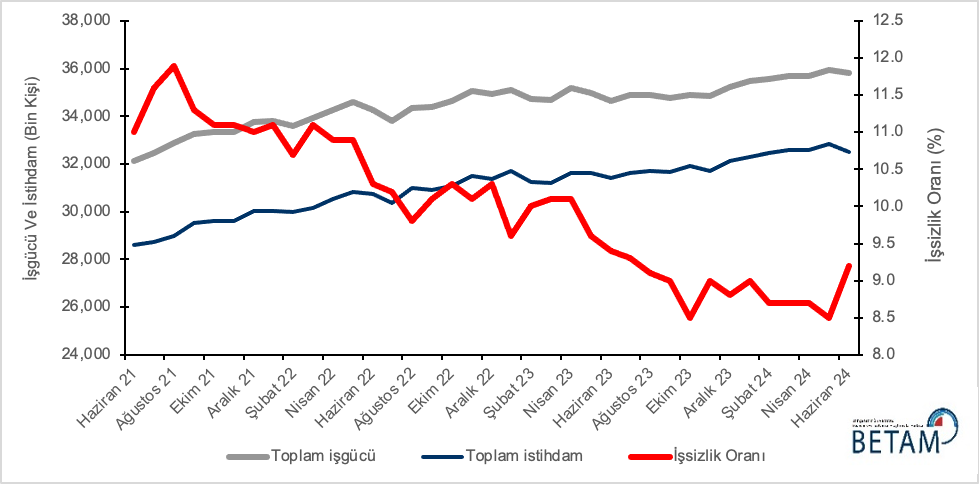 İşgücü Ve İstihdam (Bin Kişi)
38,000
36,000
34,000
32,000
30,000
28,000
26,000
24,000
12.5
12.0
11.5
11.0
10.5
10.0
9.5
9.0
8.5
8.0
İşsizlik Oranı (%)
Haziran 21
Ağustos 21
Ekim 21
Aralık 21
Şubat 22
Nisan 22
Haziran 22
Ağustos 22
Ekim 22
Aralık 22
Şubat 23
Nisan 23
Haziran 23
Ağustos 23
Ekim 23
Aralık 23
Şubat 24
Nisan 24
Haziran 24
Toplam işgücü
Toplam istihdam
İşsizlik Oranı
BETAM